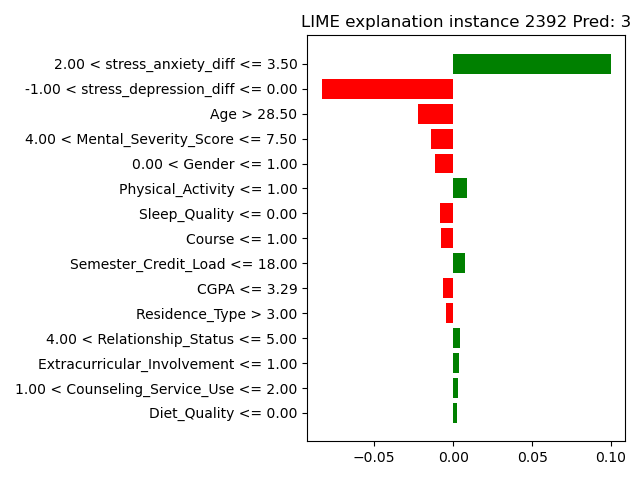 LIME explanation instance 2392 Pred: 3
2.00 < stress_anxiety_diff <= 3.50
-1.00 < stress_depression_diff <= 0.00
Age > 28.50
4.00 < Mental_Severity_Score <= 7.50
0.00 < Gender <= 1.00
Physical_Activity <= 1.00
Sleep_Quality <= 0.00
Course <= 1.00
Semester_Credit_Load <= 18.00
CGPA <= 3.29
Residence_Type > 3.00
4.00 < Relationship_Status <= 5.00
Extracurricular_Involvement <= 1.00
1.00 < Counseling_Service_Use <= 2.00
Diet_Quality <= 0.00
−0.05 0.00 0.05 0.10